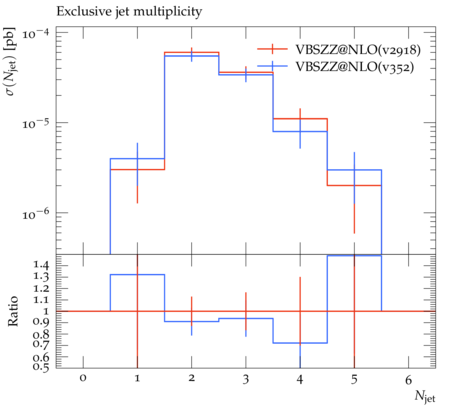 Exclusive jet multiplicity
σ(Njet) [pb]
10−4
10−5
10−6
VBSZZ@NLO(v2918)
VBSZZ@NLO(v352)
Ratio
1.4
1.3
1.2
1.1
1
0.9
0.8
0.7
0.6
0.5
0 1 2 3 4 5 6
Njet